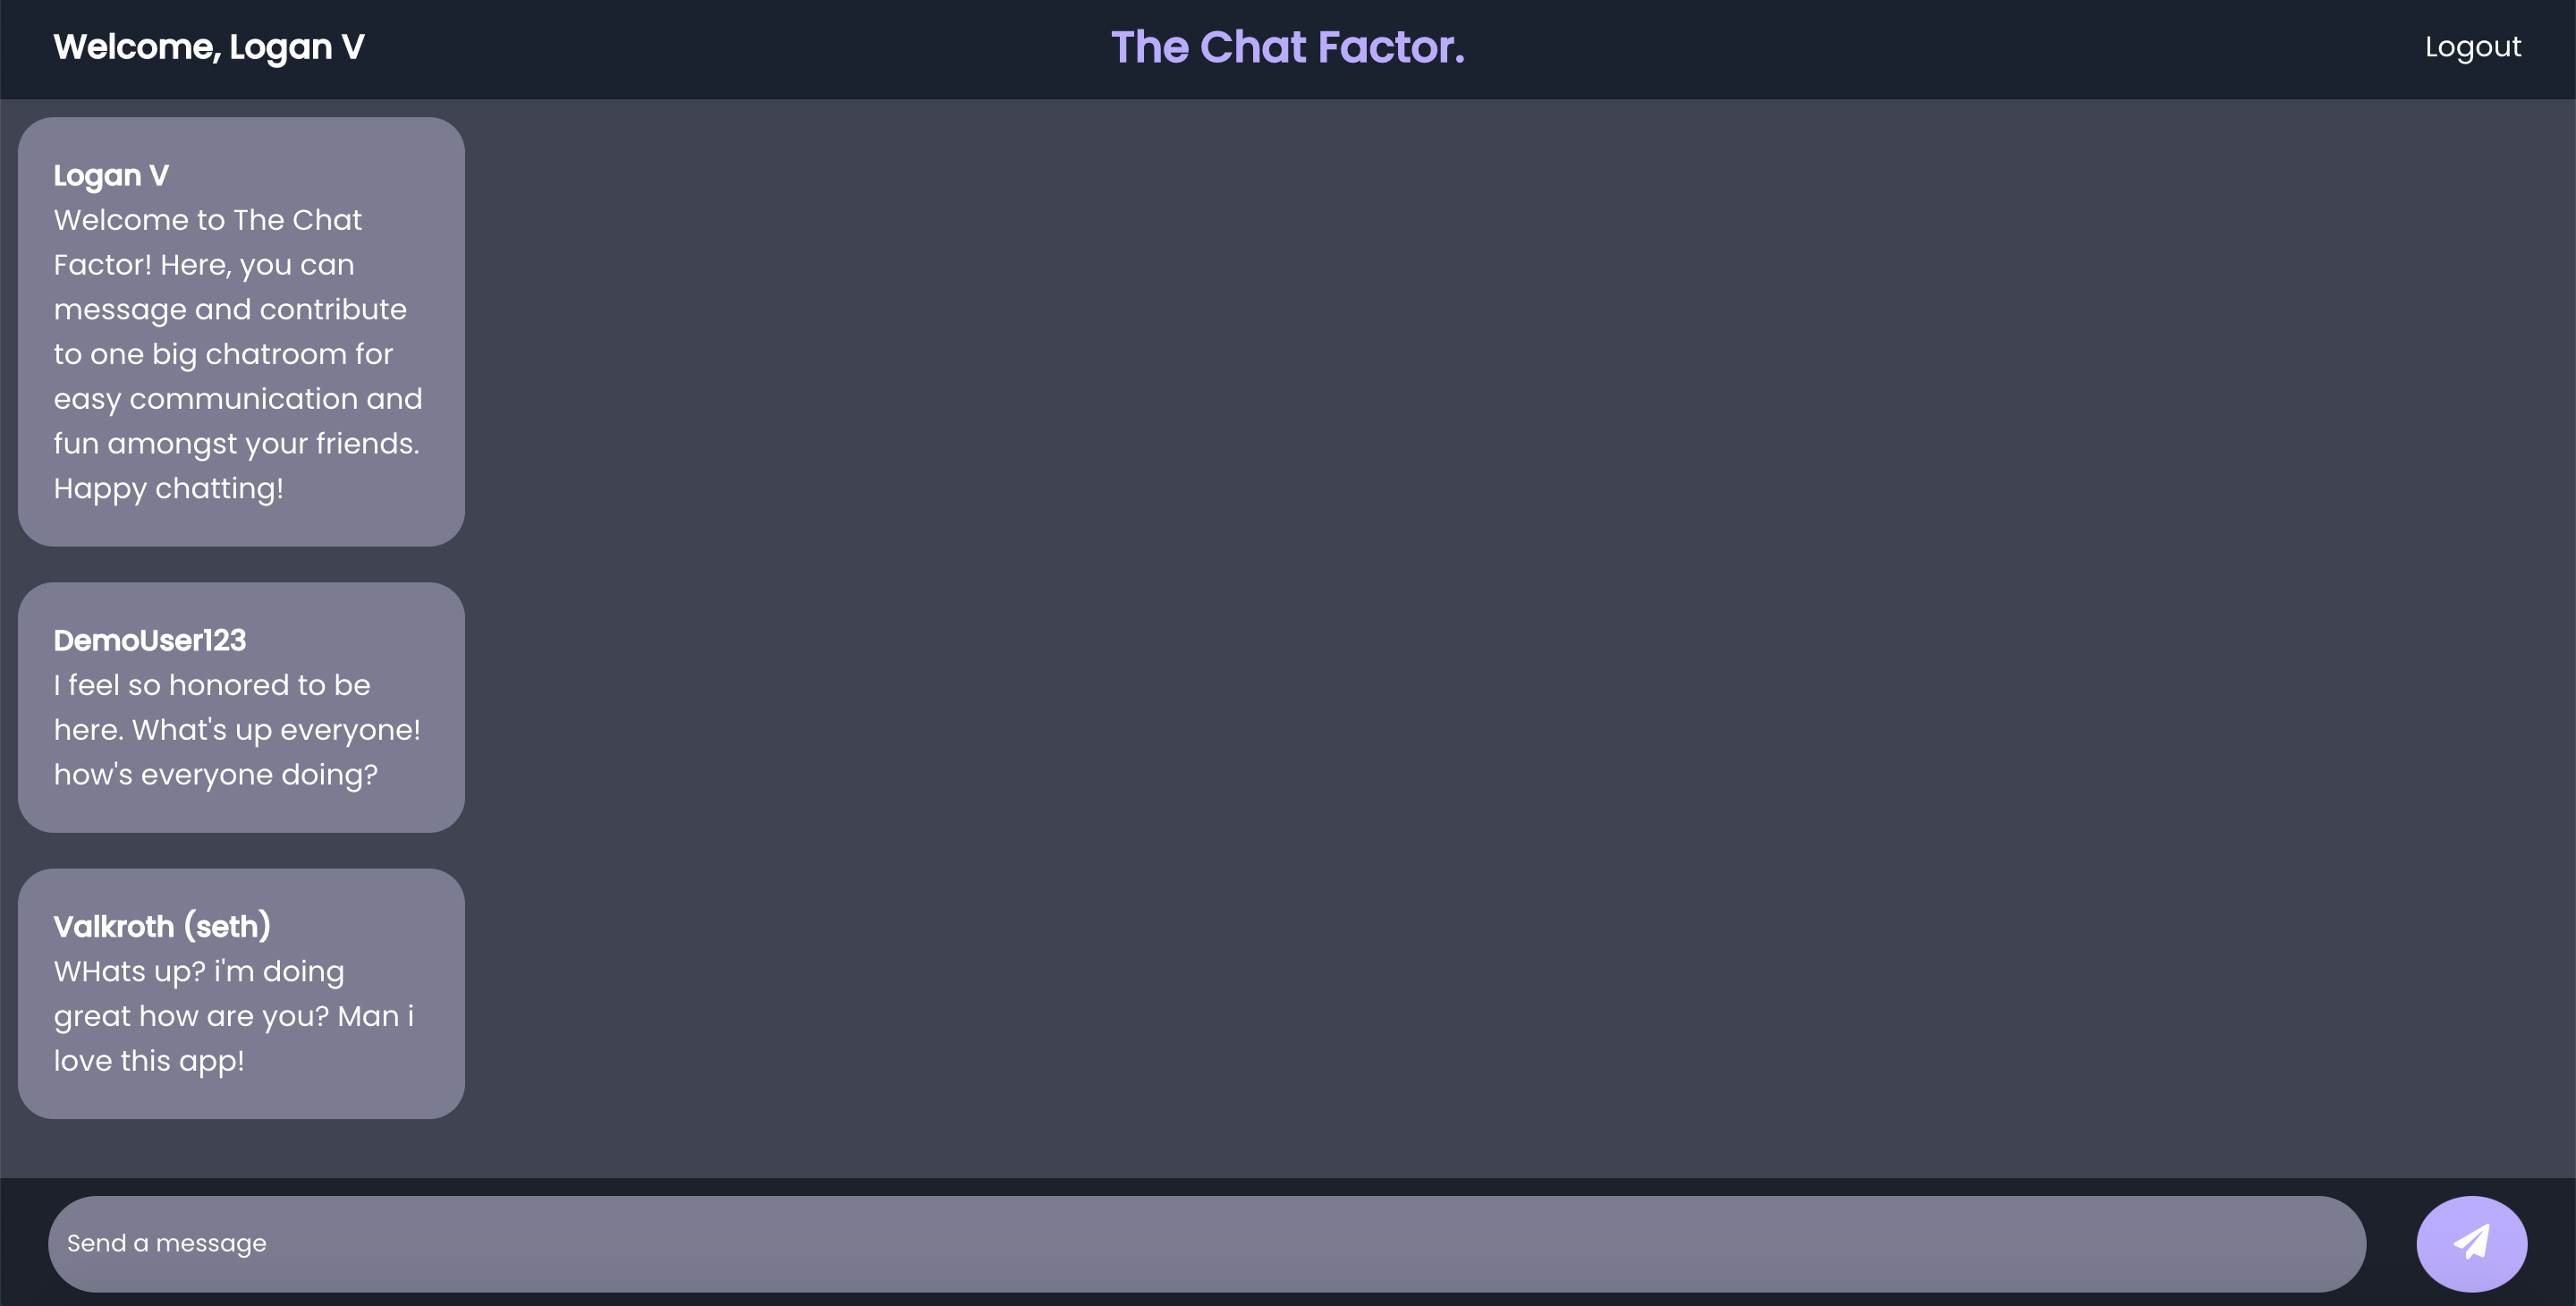 Welcome, Logan V
The Chat Factor.
Logout
Logan V
Welcome to The Chat
Factor! Here, you can
message and contribute
to one big chatroom for
easy communication and
fun amongst your friends.
Happy chatting!
DemoUser123
I feel so honored to be
here. What's up everyone!
how's everyone doing?
Valkroth (seth)
WHats up? i'm doing
great how are you? Man i
love this app!
Send a message